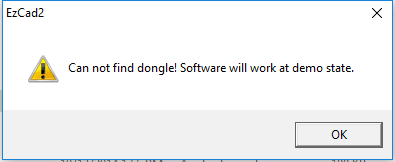 EzCad2
Can not find dongle! Software will work at demo state.
OK